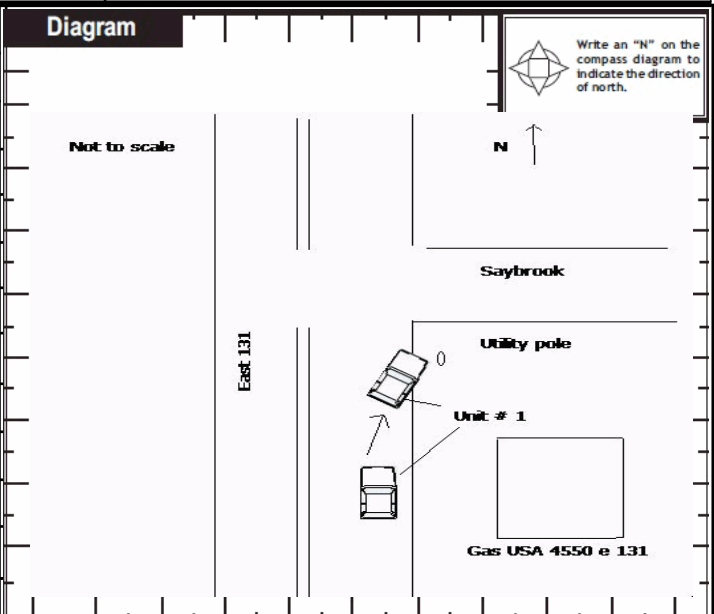 Diagram
Write an “N” on the
compass diagram to
indicate the direction
of north.
Not to scale
N
Saybrook
East 131
Utility pole
Unit # 1
Gas USA 4550 e 131